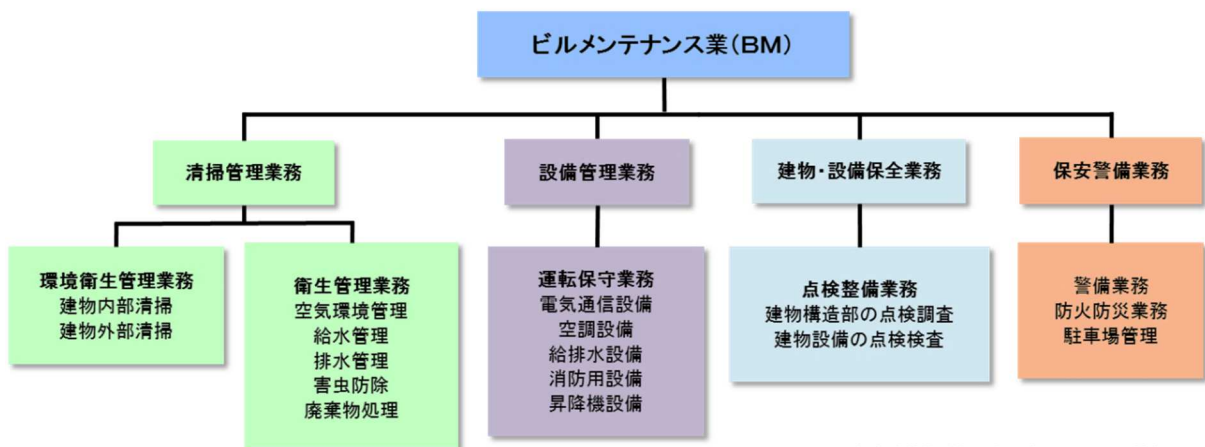 ビルメンテナンス業(BM)
清掃管理業務
設備管理業務
建物・設備保全業務
保安警備業務
環境衛生管理業務
建物内部清掃
建物外部清掃
衛生管理業務
空気環境管理
給水管理
排水管理
害虫防除
廃棄物処理
運転保守業務
電気通信設備
空調設備
給排水設備
消防用設備
昇降機設備
点検整備業務
建物構造部の点検調査
建物設備の点検検査
警備業務
防火防災業務
駐車場管理